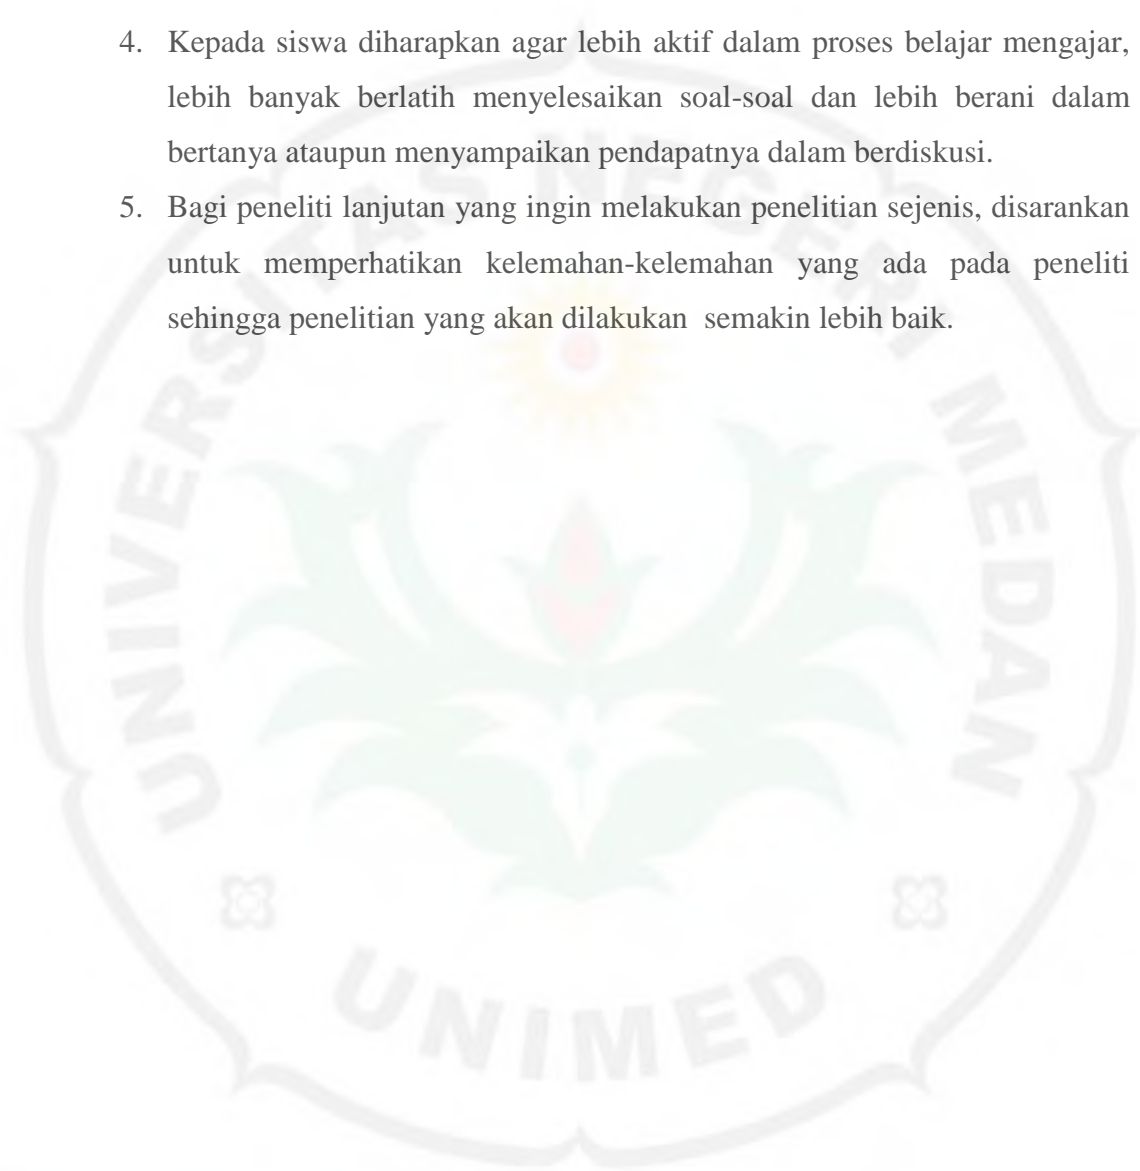 4. Kepada siswa diharapkan agar lebih aktif dalam proses belajar mengajar,
lebih banyak berlatih menyelesaikan soal-soal dan lebih berani dalam
bertanya ataupun menyampaikan pendapatnya dalam berdiskusi.
5. Bagi peneliti lanjutan yang ingin melakukan penelitian sejenis, disarankan
untuk memperhatikan kelemahan-kelemahan yang ada pada peneliti
sehingga penelitian yang akan dilakukan  semakin lebih baik.
UNIVERSITAS NEGERI MEDAN
UNIMED